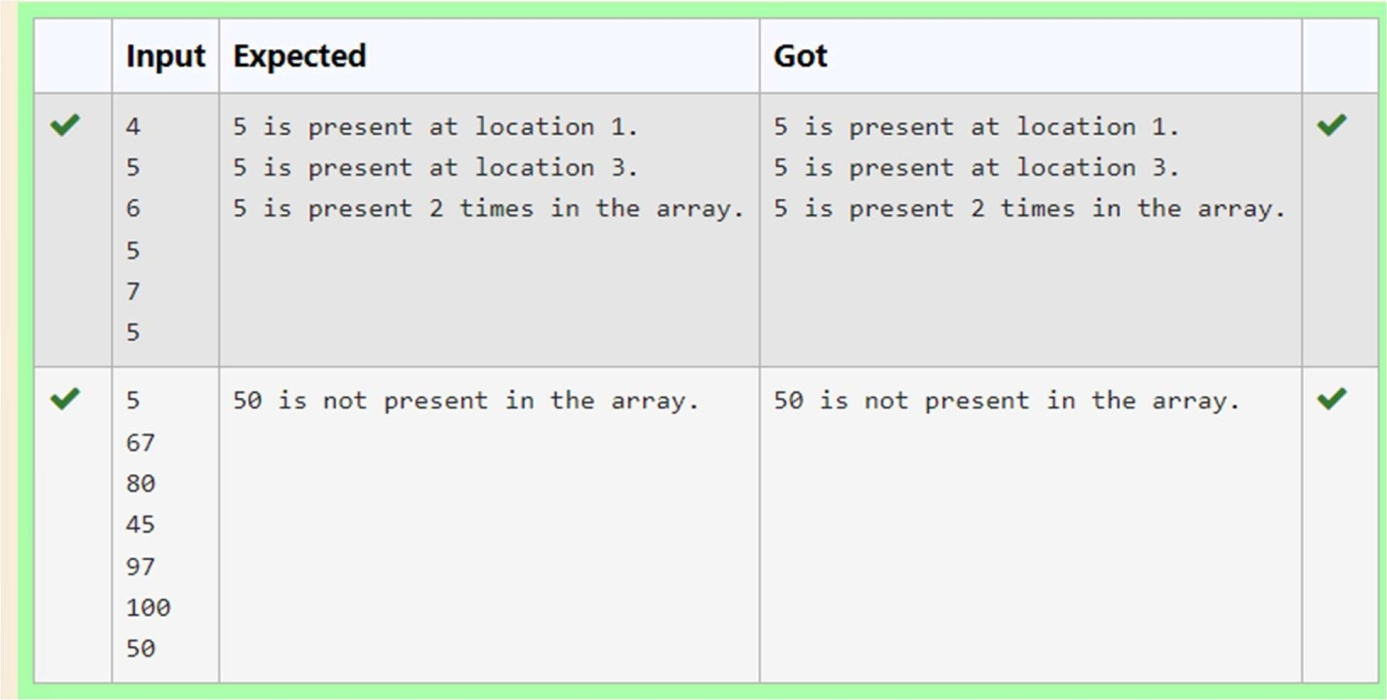 Input Expected Got
4 5 is present at location 1. 5 is present at location 1.
5 5 is present at location 3. 5 is present at location 3.
6 5 is present 2 times in the array. 5 is present 2 times in the array.
5
7
5
5 50 is not present in the array. 50 is not present in the array.
67
80
45
97
100
50